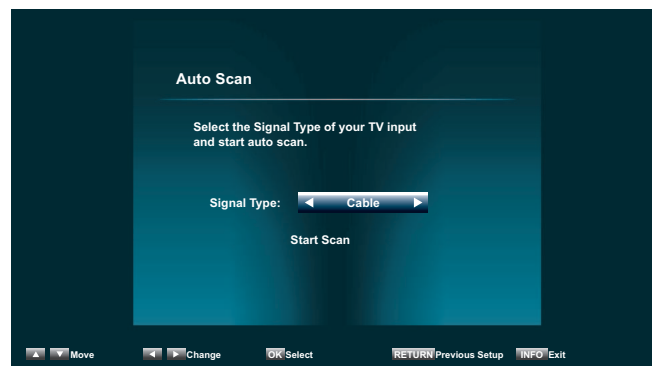 Auto Scan
Select the Signal Type of your TV input
and start auto scan.
Signal Type: Cable
Start Scan
Move Change OK Select RETURN Previous Setup INFO Exit